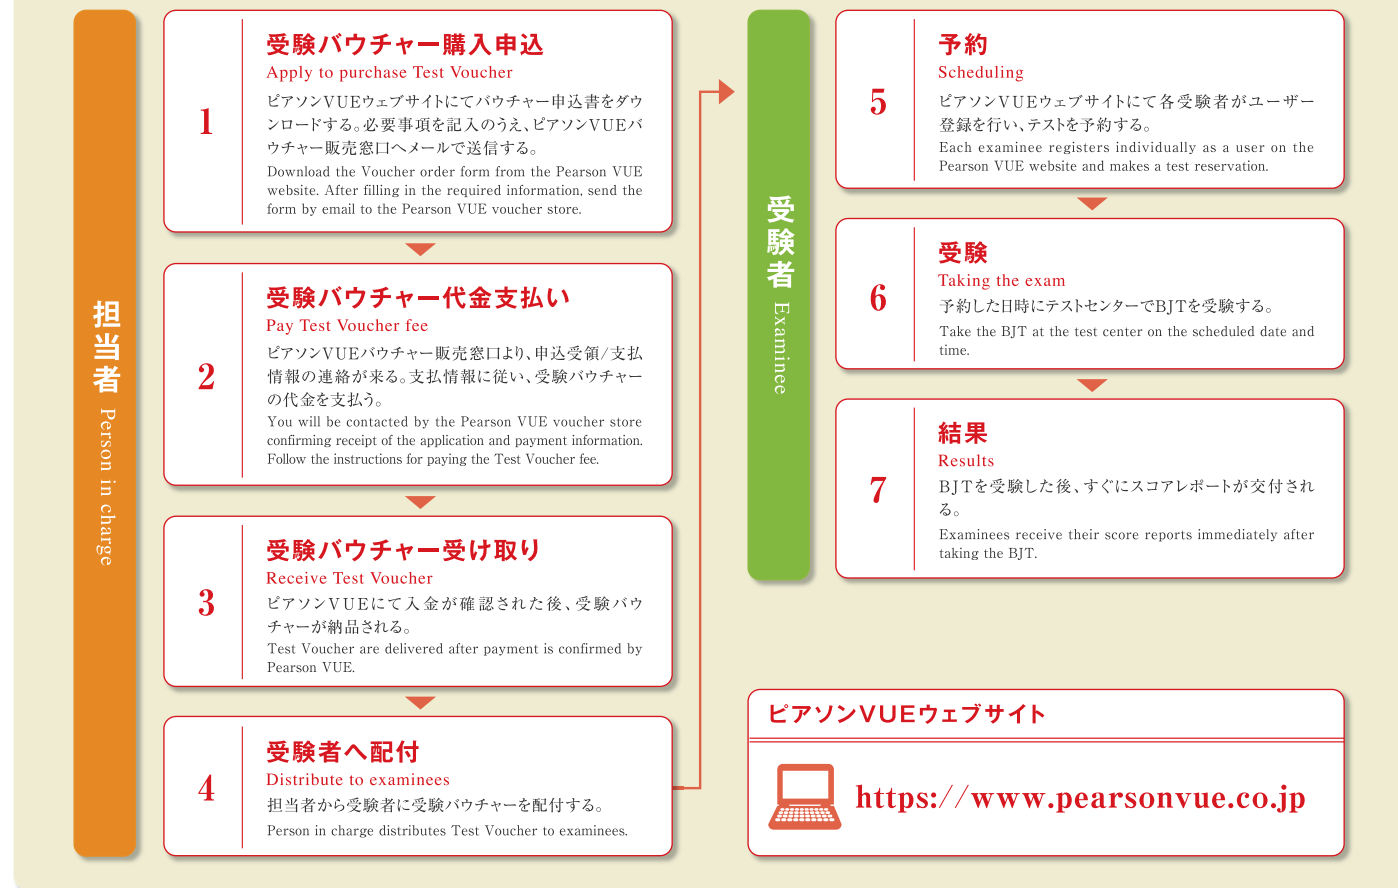 担当者 Person in charge
1
受験バウチャー購入申込
Apply to purchase Test Voucher
ピアソンVUEウェブサイトにてバウチャー申込書をダウ
ンロードする。必要事項を記入のうえ、ピアソンVUEバ
ウチャー販売窓口へメールで送信する。
Download the Voucher order form from the Pearson VUE
website. After filling in the required information, send the
form by email to the Pearson VUE voucher store.
2
受験バウチャー代金支払い
Pay Test Voucher fee
ピアソンVUEバウチャー販売窓口より、申込受領/支払
情報の連絡が来る。支払情報に従い、受験バウチャー
の代金を支払う。
You will be contacted by the Pearson VUE voucher store
confirming receipt of the application and payment information.
Follow the instructions for paying the Test Voucher fee.
3
受験バウチャー受け取り
Receive Test Voucher
ピアソンVUEにて入金が確認された後、受験バウ
チャーが納品される。
Test Voucher are delivered after payment is confirmed by
Pearson VUE.
4
受験者へ配付
Distribute to examinees
担当者から受験者に受験バウチャーを配付する。
Person in charge distributes Test Voucher to examinees.
受験者 Examinee
5
予約
Scheduling
ピアソンVUEウェブサイトにて各受験者がユーザー
登録を行い、テストを予約する。
Each examinee registers individually as a user on the
Pearson VUE website and makes a test reservation.
6
受験
Taking the exam
予約した日時にテストセンターでBJTを受験する。
Take the BJT at the test center on the scheduled date and
time.
7
結果
Results
BJTを受験した後、すぐにスコアレポートが交付され
る。
Examinees receive their score reports immediately after
taking the BJT.
ピアソンVUEウェブサイト
https://www.pearsonvue.co.jp